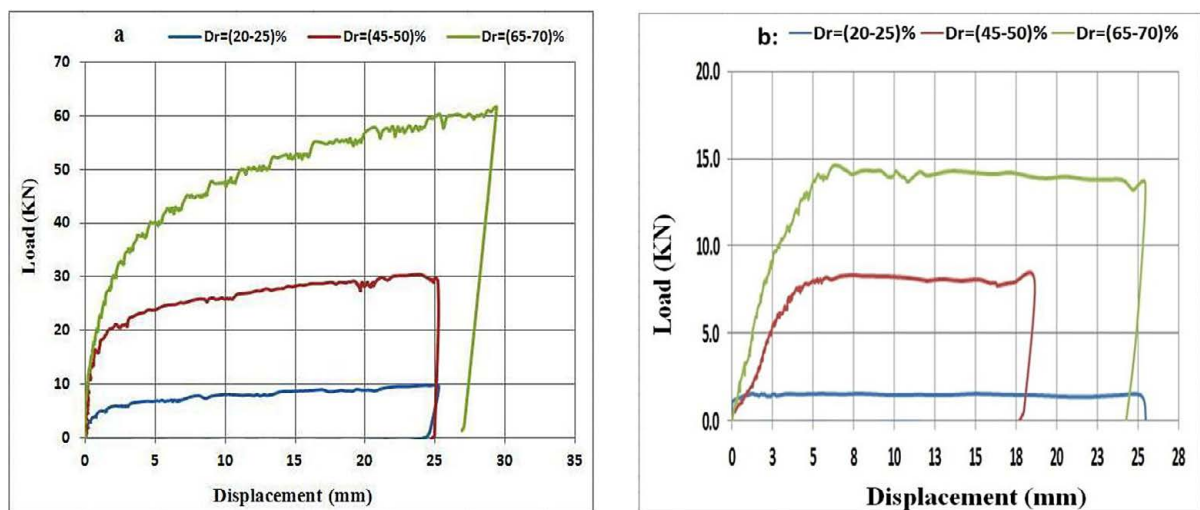 a
Dr=(20-25)% Dr=(45-50)% Dr=(65-70)%
70
60
50
40
30
20
10
0
Load (KN)
0 5 10 15 20 25 30 35
Displacement (mm)
b: Dr=(20-25)% Dr=(45-50)% Dr=(65-70)%
20.0
15.0
10.0
5.0
0.0
Load (KN)
0 3 5 8 10 13 15 18 20 23 25 28
Displacement (mm)